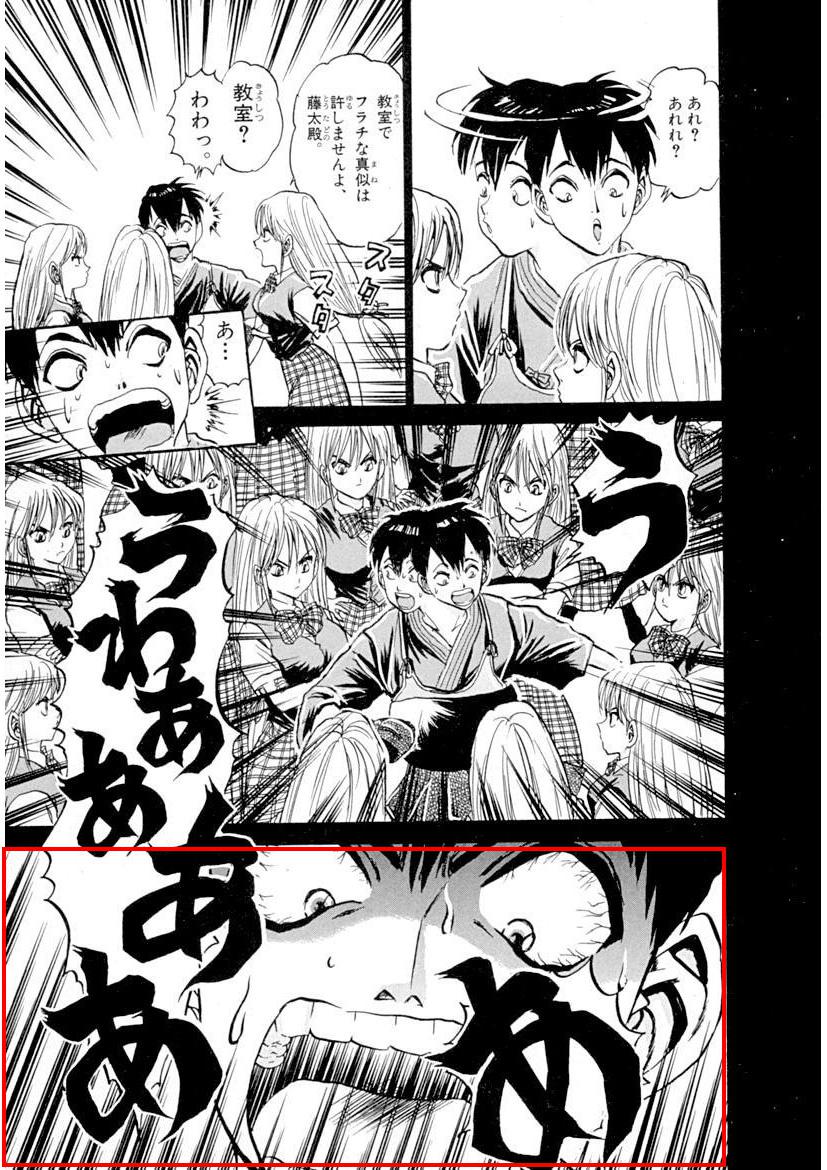 あれ?
あれれ?
教室で
フラチな真似は
許しませんよ、
藤太殿。
教室?
わわっ。
スタ
スタ
あ…
う
うわぁあ
あ
あ
あ